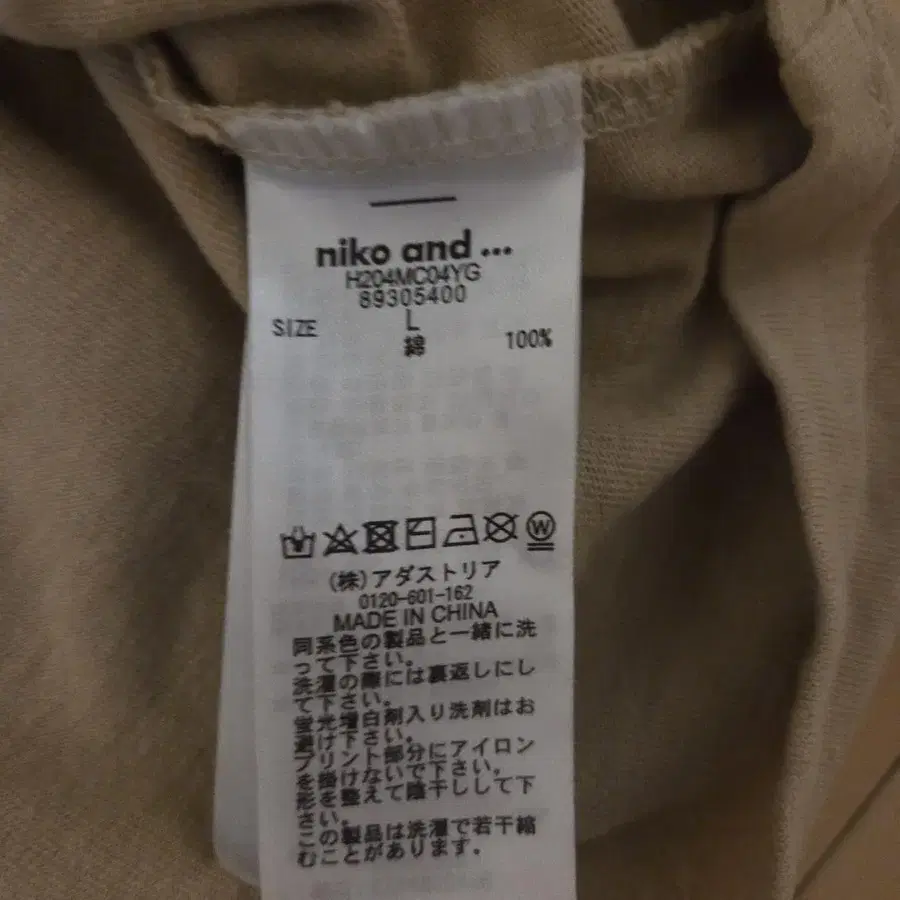 niko and ...
H204MC04YG
89305400
SIZE L
綿 100%
W
(株)アダストリア
0120-601-162
MADE IN CHINA
同系色の製品と一緒に洗
って下さい。
洗濯の際には裏返しにし
て下さい。
蛍光増白剤入り洗剤はお
避け下さい。
プリント部分にアイロン
を掛けないで下さい。
形を整えて陰干しして下
さい。
この製品は洗濯で若干縮
むことがあります。